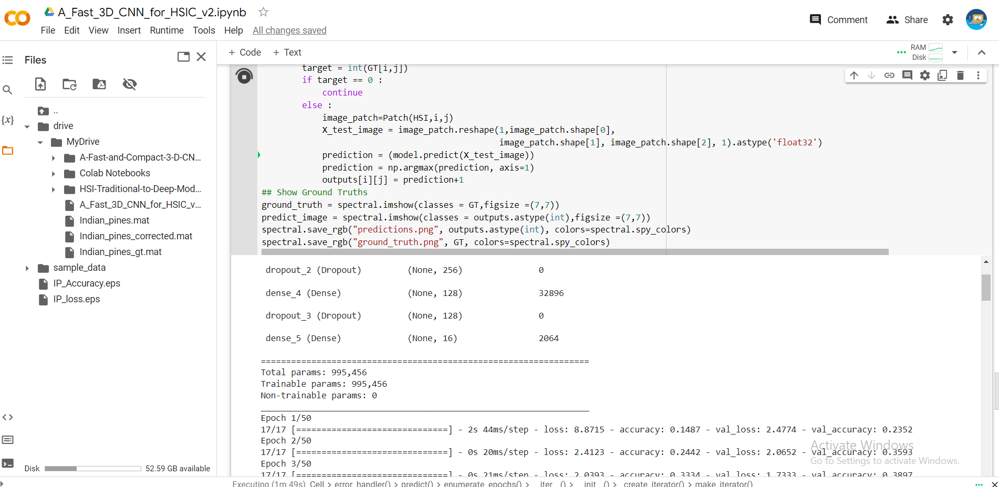 A_Fast_3D_CNN_for_HSIC_v2.ipynb
File Edit View Insert Runtime Tools Help All changes saved
Comment Share
Files
+ Code + Text
RAM
Disk
{x}
..
drive
MyDrive
A-Fast-and-Compact-3-D-CN...
Colab Notebooks
HSI-Traditional-to-Deep-Mod...
A_Fast_3D_CNN_for_HSIC_v...
Indian_pines.mat
Indian_pines_corrected.mat
Indian_pines_gt.mat
sample_data
IP_Accuracy.eps
IP_loss.eps
Disk 52.59 GB available
target = int(GT[i,j])
if target == 0 :
continue
else :
image_patch=Patch(HSI,i,j)
X_test_image = image_patch.reshape(1,image_patch.shape[0],
image_patch.shape[1], image_patch.shape[2], 1).astype('float32')
prediction = (model.predict(X_test_image))
prediction = np.argmax(prediction, axis=1)
outputs[i][j] = prediction+1
## Show Ground Truths
ground_truth = spectral.imshow(classes = GT,figsize =(7,7))
predict_image = spectral.imshow(classes = outputs.astype(int),figsize =(7,7))
spectral.save_rgb("predictions.png", outputs.astype(int), colors=spectral.spy_colors)
spectral.save_rgb("ground_truth.png", GT, colors=spectral.spy_colors)
dropout_2 (Dropout) (None, 256) 0
dense_4 (Dense) (None, 128) 32896
dropout_3 (Dropout) (None, 128) 0
dense_5 (Dense) (None, 16) 2064
=================================================================
Total params: 995,456
Trainable params: 995,456
Non-trainable params: 0
_________________________________________________________________
Epoch 1/50
17/17 [==============================] - 2s 44ms/step - loss: 8.8715 - accuracy: 0.1487 - val_loss: 2.4774 - val_accuracy: 0.2352
Epoch 2/50
17/17 [==============================] - 0s 20ms/step - loss: 2.4123 - accuracy: 0.2442 - val_loss: 2.0652 - val_accuracy: 0.3593
Epoch 3/50
17/17 [==============================] - 0s 21ms/step - loss: 2.0393 - accuracy: 0.3334 - val_loss: 1.7333 - val_accuracy: 0.3897
Activate Windows
Go to Settings to activate Windows.
Executing (1m 49s) Cell > error_handler() > predict() > enumerate_epochs() > __iter__() > __init__() > _create_iterator() > make_iterator()